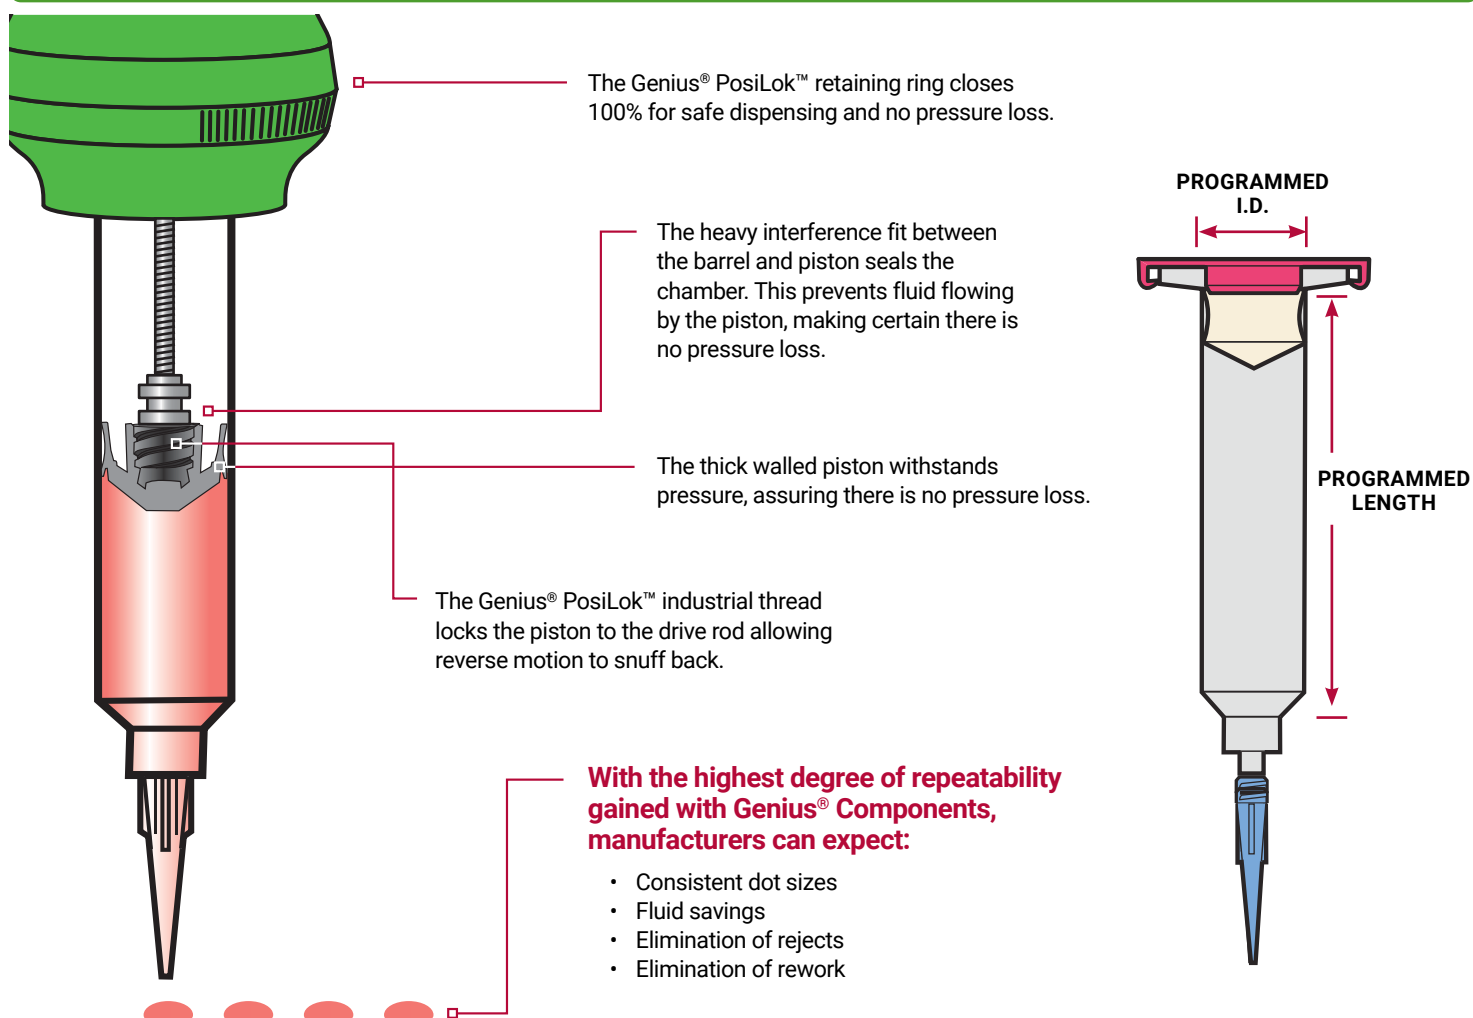 The Genius® PosiLok™ retaining ring closes
100% for safe dispensing and no pressure loss.
PROGRAMMED
I.D.
The heavy interference fit between
the barrel and piston seals the
chamber. This prevents fluid flowing
by the piston, making certain there is
no pressure loss.
The thick walled piston withstands
pressure, assuring there is no pressure loss.
PROGRAMMED
LENGTH
The Genius® PosiLok™ industrial thread
locks the piston to the drive rod allowing
reverse motion to snuff back.
With the highest degree of repeatability
gained with Genius® Components,
manufacturers can expect:
• Consistent dot sizes
• Fluid savings
• Elimination of rejects
• Elimination of rework